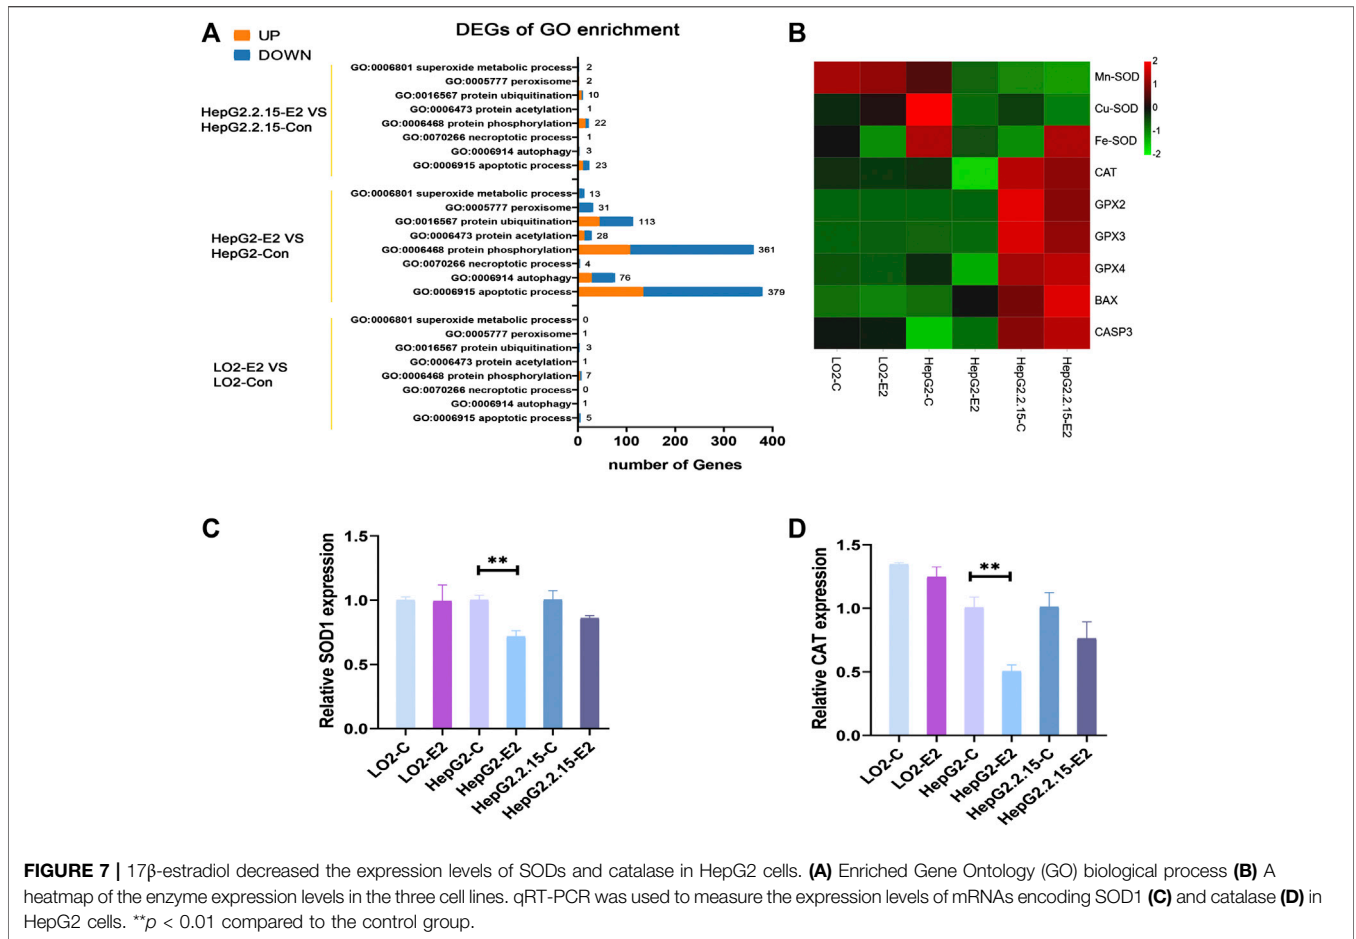 A
UP
DOWN
DEGs of GO enrichment
HepG2.2.15-E2 VS
HepG2.2.15-Con
GO:0006801 superoxide metabolic process 2
GO:0005777 peroxisome 2
GO:0016567 protein ubiquitination 10
GO:0006473 protein acetylation 1
GO:0006468 protein phosphorylation 22
GO:0070266 necroptotic process 1
GO:0006914 autophagy 3
GO:0006915 apoptotic process 23
HepG2-E2 VS
HepG2-Con
GO:0006801 superoxide metabolic process 13
GO:0005777 peroxisome 31
GO:0016567 protein ubiquitination 113
GO:0006473 protein acetylation 28
GO:0006468 protein phosphorylation 361
GO:0070266 necroptotic process 4
GO:0006914 autophagy 76
GO:0006915 apoptotic process 379
LO2-E2 VS
LO2-Con
GO:0006801 superoxide metabolic process 0
GO:0005777 peroxisome 1
GO:0016567 protein ubiquitination 3
GO:0006473 protein acetylation 1
GO:0006468 protein phosphorylation 7
GO:0070266 necroptotic process 0
GO:0006914 autophagy 1
GO:0006915 apoptotic process 5
0 100 200 300 400
number of Genes
B
Mn-SOD
Cu-SOD
Fe-SOD
CAT
GPX2
GPX3
GPX4
BAX
CASP3
2
1
0
-1
-2
LO2-C
LO2-E2
HepG2-C
HepG2-E2
HepG2.2.15-C
HepG2.2.15-E2
C
Relative SOD1 expression
1.5
1.0
0.5
0.0
**
LO2-C
LO2-E2
HepG2-C
HepG2-E2
HepG2.2.15-C
HepG2.2.15-E2
D
Relative CAT expression
1.5
1.0
0.5
0.0
**
LO2-C
LO2-E2
HepG2-C
HepG2-E2
HepG2.2.15-C
HepG2.2.15-E2
FIGURE 7 | 17β-estradiol decreased the expression levels of SODs and catalase in HepG2 cells. (A) Enriched Gene Ontology (GO) biological process (B) A
heatmap of the enzyme expression levels in the three cell lines. qRT-PCR was used to measure the expression levels of mRNAs encoding SOD1 (C) and catalase (D) in
HepG2 cells. **p < 0.01 compared to the control group.